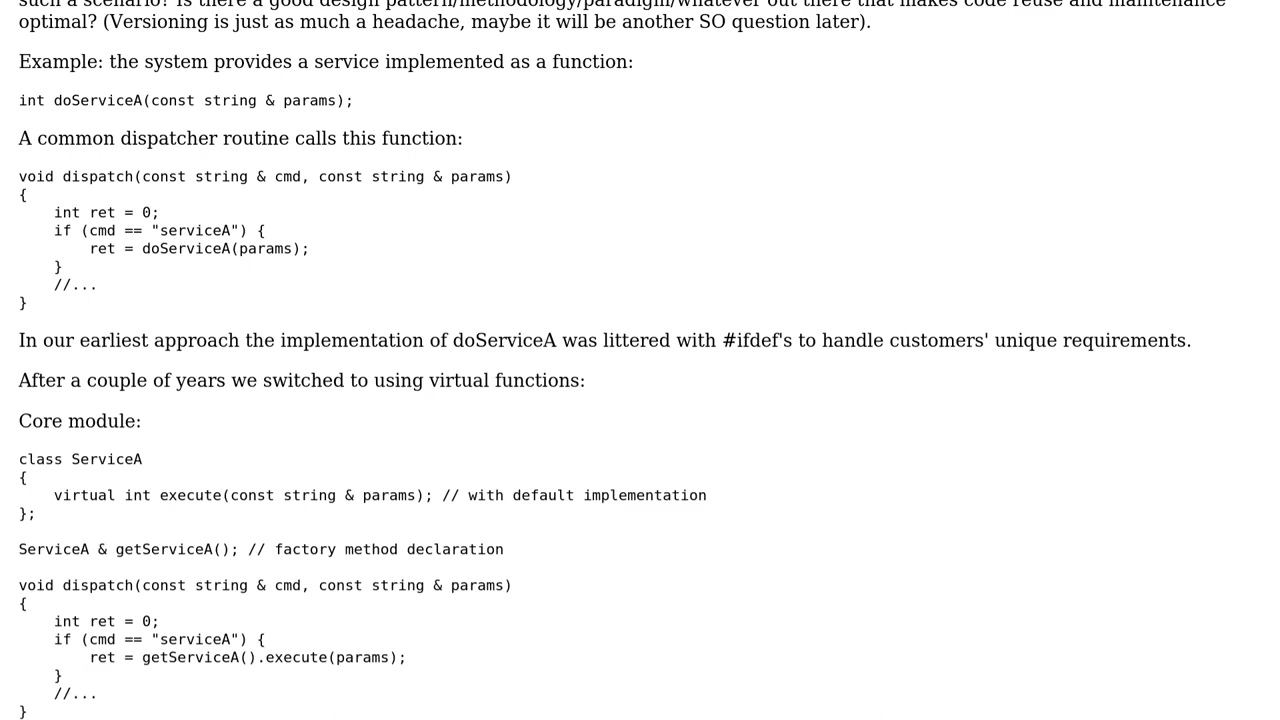 such a scenario? Is there a good design pattern/methodology/paradigm/whatever out there that makes code reuse and maintenance
optimal? (Versioning is just as much a headache, maybe it will be another SO question later).
Example: the system provides a service implemented as a function:
int doServiceA(const string & params);
A common dispatcher routine calls this function:
void dispatch(const string & cmd, const string & params)
{
    int ret = 0;
    if (cmd == "serviceA") {
        ret = doServiceA(params);
    }
    //...
}
In our earliest approach the implementation of doServiceA was littered with #ifdef's to handle customers' unique requirements.
After a couple of years we switched to using virtual functions:
Core module:
class ServiceA
{
    virtual int execute(const string & params); // with default implementation
};
ServiceA & getServiceA(); // factory method declaration
void dispatch(const string & cmd, const string & params)
{
    int ret = 0;
    if (cmd == "serviceA") {
        ret = getServiceA().execute(params);
    }
    //...
}